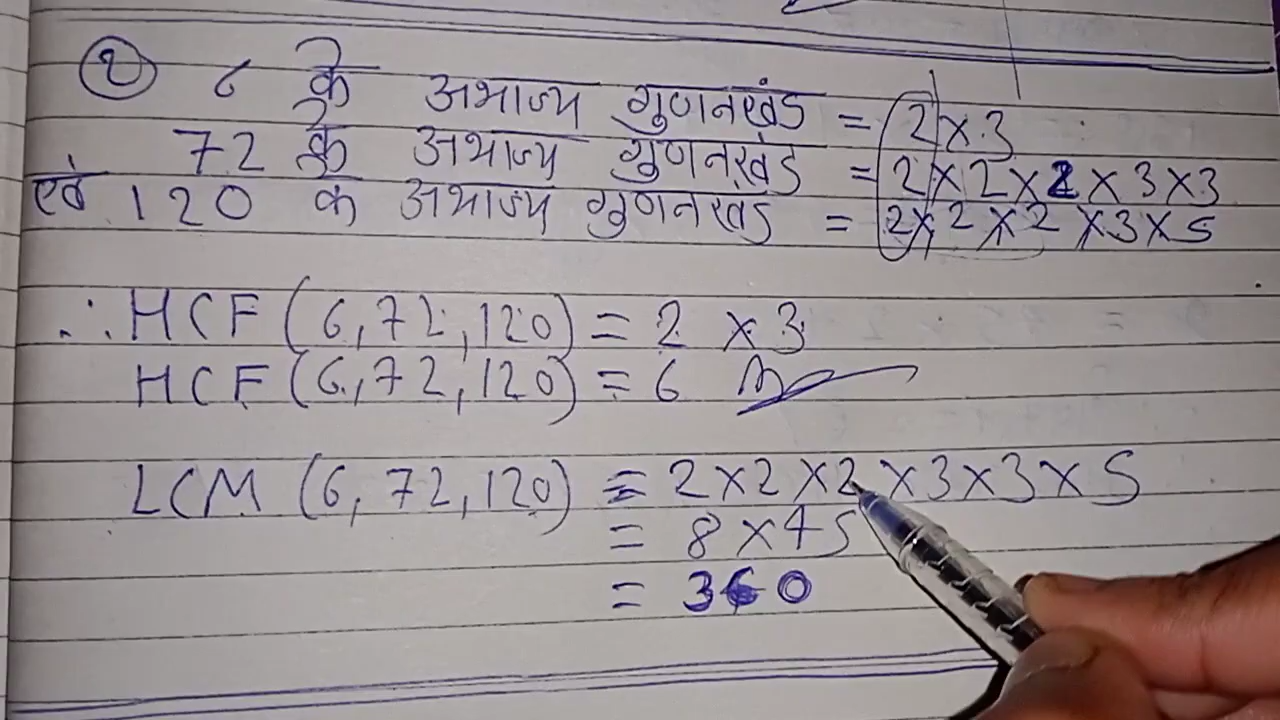 ② 6 के अभाज्य गुणनखंड = 2 × 3
72 के अभाज्य गुणनखंड = 2 × 2 × 2 × 3 × 3
एवं 120 के अभाज्य गुणनखंड = 2 × 2 × 2 × 3 × 5
∴ HCF (6, 72, 120) = 2 × 3
HCF (6, 72, 120) = 6
LCM (6, 72, 120) = 2 × 2 × 2 × 3 × 3 × 5
= 8 × 45
= 360